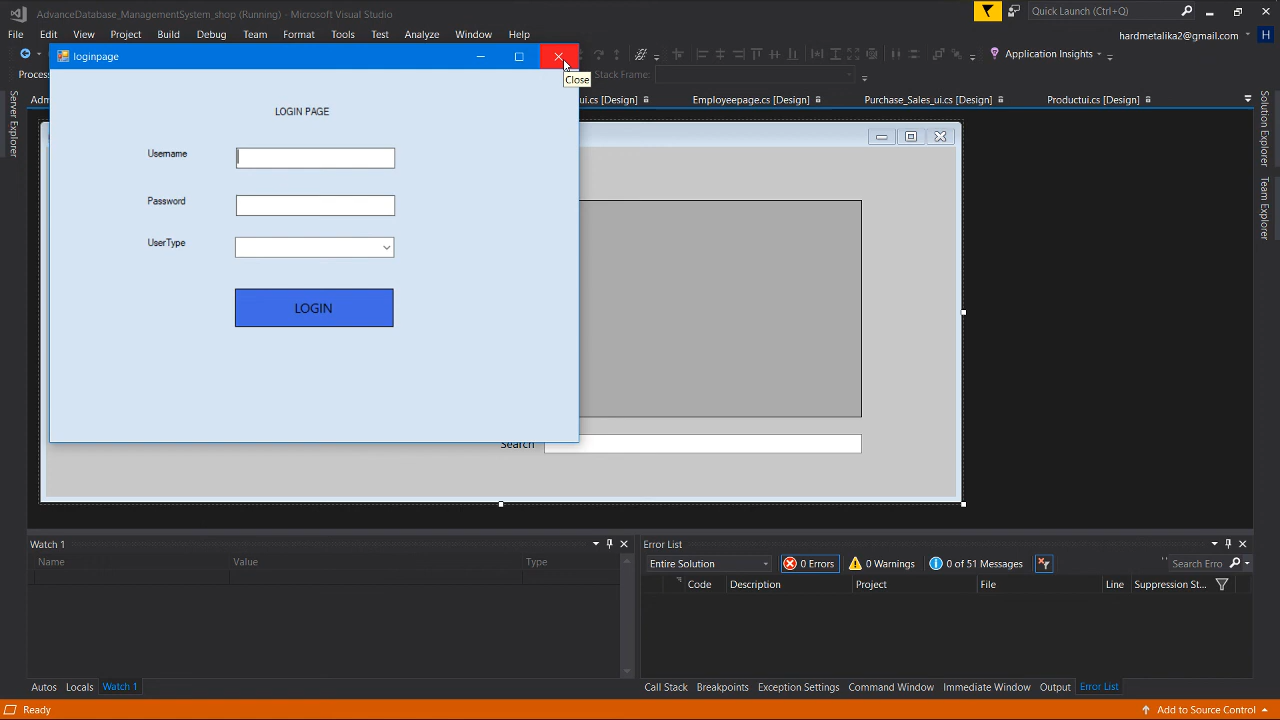 AdvanceDatabase_ManagementSystem_shop (Running) - Microsoft Visual Studio
Quick Launch (Ctrl+Q)
File Edit View Project Build Debug Team Format Tools Test Analyze Window Help
hardmetalika2@gmail.com H
loginpage
Application Insights
Close
Stack Frame:
ui.cs [Design] Employeepage.cs [Design] Purchase_Sales_ui.cs [Design] Productui.cs [Design]
Server Explorer
Solution Explorer
Team Explorer
LOGIN PAGE
Username
Password
UserType
LOGIN
Search
Watch 1
Name Value Type
Autos Locals Watch 1
Error List
Entire Solution 0 Errors 0 Warnings 0 of 51 Messages Search Erro
Code Description Project File Line Suppression St...
Call Stack Breakpoints Exception Settings Command Window Immediate Window Output Error List
Ready
Add to Source Control